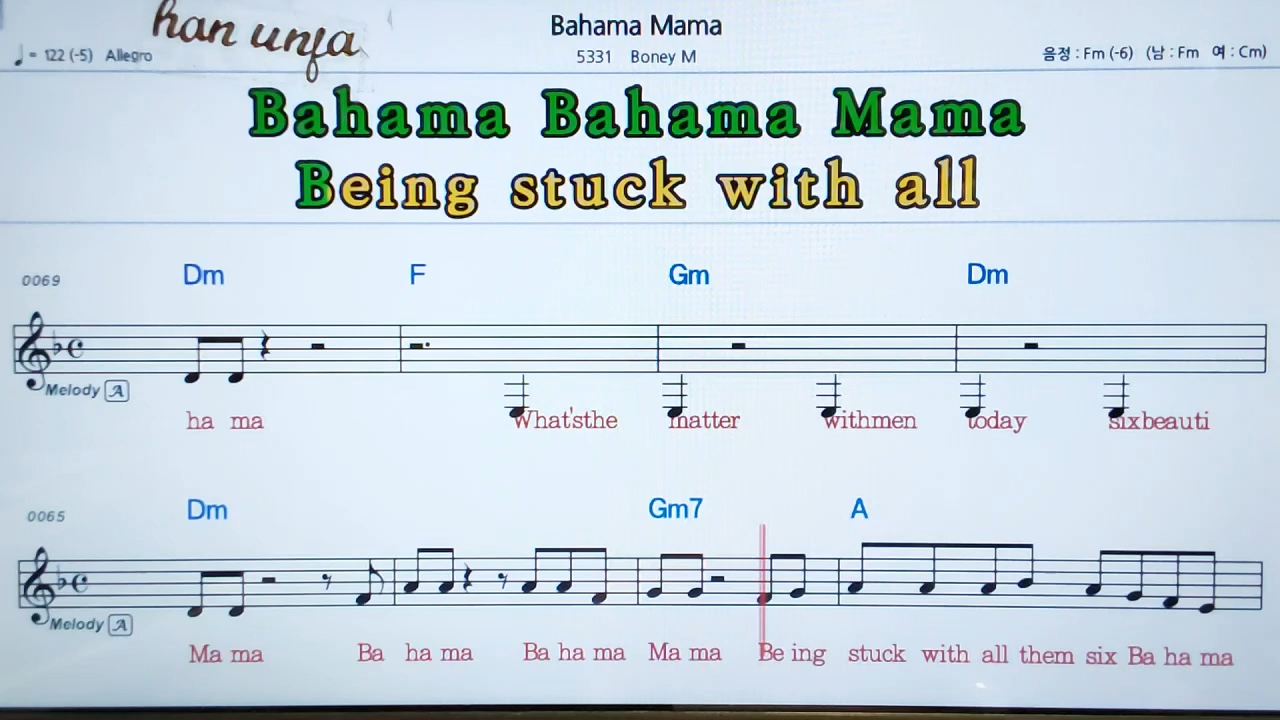 han unja
Bahama Mama
♩= 122 (-5) Allegro
5331 Boney M
음정 : Fm (-6) (남 : Fm 여 : Cm)
Bahama Bahama Mama
Being stuck with all
0069 Dm F Gm Dm
Melody A
ha ma What'sthe matter withmen today sixbeauti
0065 Dm Gm7 A
Melody A
Ma ma Ba ha ma Ba ha ma Ma ma Be ing stuck with all them six Ba ha ma